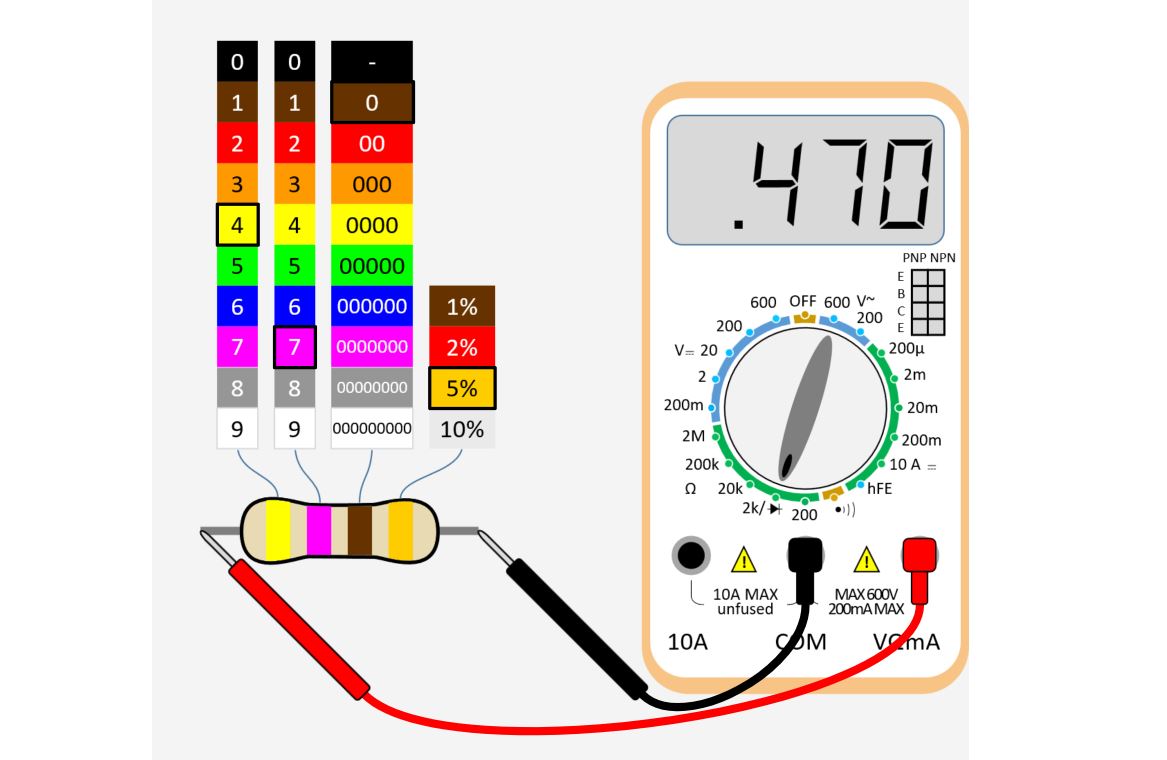 0 0 -
1 1 0
2 2 00
3 3 000
4 4 0000
5 5 00000
6 6 000000 1%
7 7 0000000 2%
8 8 00000000 5%
9 9 000000000 10%
.470
PNP NPN
E
B
C
E
600 OFF 600 V~
200 200
V⎓ 20 200µ
2 2m
200m 20m
2M 200m
200k 10 A ⎓
Ω 20k hFE
2k/ 200 •)))
! !
10A MAX MAX 600V
unfused 200mA MAX
10A COM VΩmA